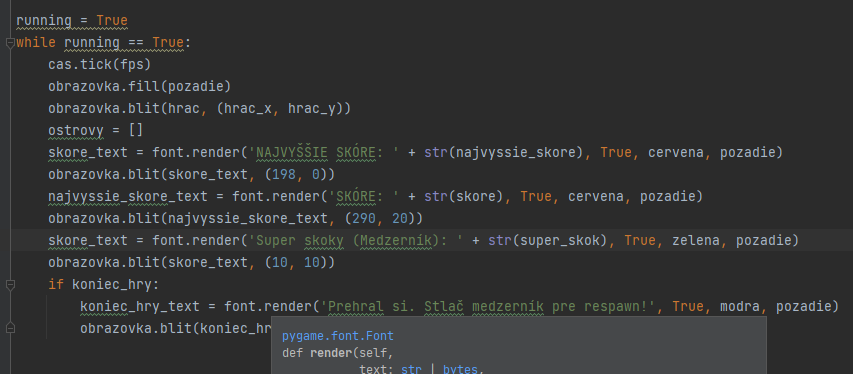 running = True
while running == True:
    cas.tick(fps)
    obrazovka.fill(pozadie)
    obrazovka.blit(hrac, (hrac_x, hrac_y))
    ostrovy = []
    skore_text = font.render('NAJVYŠŠIE SKÓRE: ' + str(najvyssie_skore), True, cervena, pozadie)
    obrazovka.blit(skore_text, (198, 0))
    najvyssie_skore_text = font.render('SKÓRE: ' + str(skore), True, cervena, pozadie)
    obrazovka.blit(najvyssie_skore_text, (290, 20))
    skore_text = font.render('Super skoky (Medzerník): ' + str(super_skok), True, zelena, pozadie)
    obrazovka.blit(skore_text, (10, 10))
    if koniec_hry:
        koniec_hry_text = font.render('Prehral si. Stlač medzerník pre respawn!', True, modra, pozadie)
        obrazovka.blit(koniec_hr
pygame.font.Font
def render(self,
           text: str | bytes,